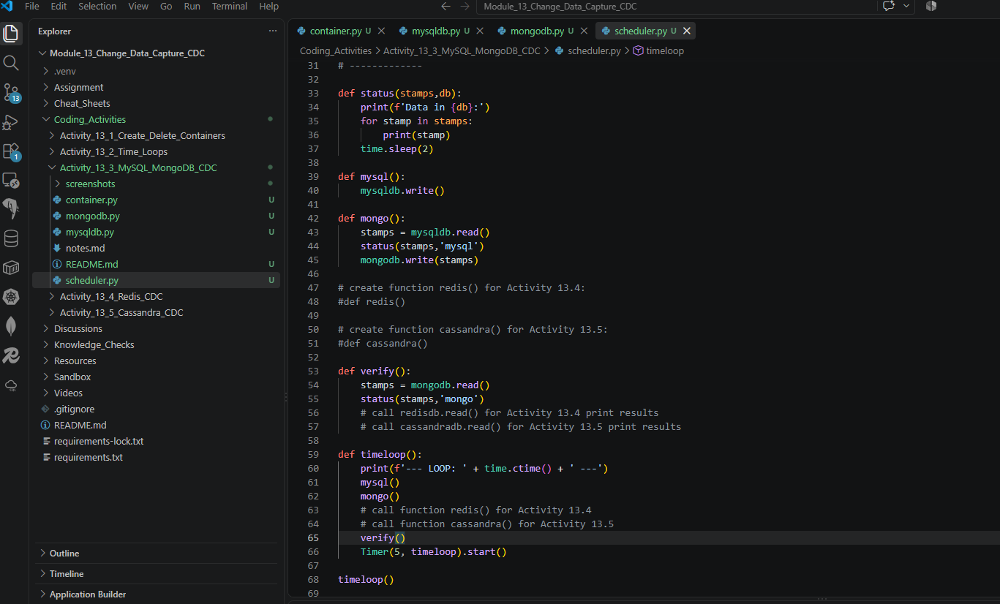 File Edit Selection View Go Run Terminal Help
Module_13_Change_Data_Capture_CDC
Explorer
Module_13_Change_Data_Capture_CDC
.venv
Assignment
Cheat_Sheets
Coding_Activities
Activity_13_1_Create_Delete_Containers
Activity_13_2_Time_Loops
Activity_13_3_MySQL_MongoDB_CDC
screenshots
container.py U
mongodb.py U
mysqldb.py U
notes.md
README.md U
scheduler.py U
Activity_13_4_Redis_CDC
Activity_13_5_Cassandra_CDC
Discussions
Knowledge_Checks
Resources
Sandbox
Videos
.gitignore
README.md
requirements-lock.txt
requirements.txt
Outline
Timeline
Application Builder
13
1
container.py U mysqldb.py U mongodb.py U scheduler.py U
Coding_Activities > Activity_13_3_MySQL_MongoDB_CDC > scheduler.py > timeloop
31 # -------------
32
33 def status(stamps,db):
34     print(f'Data in {db}:')
35     for stamp in stamps:
36         print(stamp)
37     time.sleep(2)
38
39 def mysql():
40     mysqldb.write()
41
42 def mongo():
43     stamps = mysqldb.read()
44     status(stamps,'mysql')
45     mongodb.write(stamps)
46
47 # create function redis() for Activity 13.4:
48 #def redis()
49
50 # create function cassandra() for Activity 13.5:
51 #def cassandra()
52
53 def verify():
54     stamps = mongodb.read()
55     status(stamps,'mongo')
56     # call redisdb.read() for Activity 13.4 print results
57     # call cassandradb.read() for Activity 13.5 print results
58
59 def timeloop():
60     print(f'--- LOOP: ' + time.ctime() + ' ---')
61     mysql()
62     mongo()
63     # call function redis() for Activity 13.4
64     # call function cassandra() for Activity 13.5
65     verify()
66     Timer(5, timeloop).start()
67
68 timeloop()
69